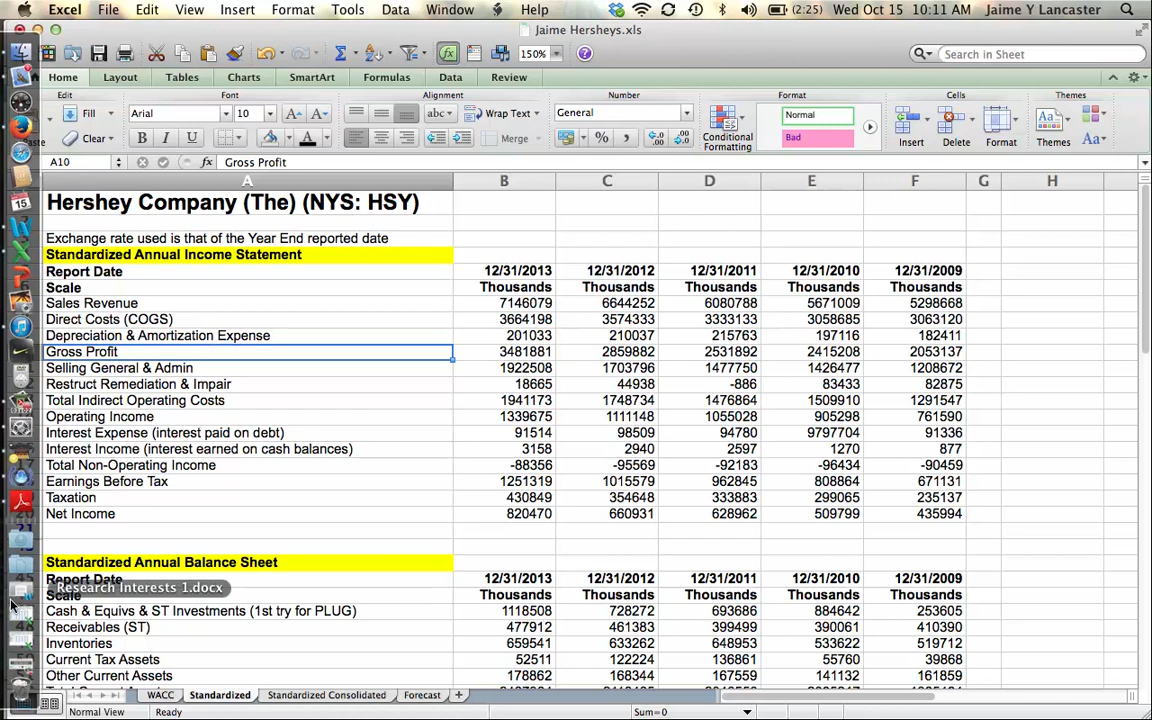 Excel File Edit View Insert Format Tools Data Window Help (2:25) Wed Oct 15 10:11 AM Jaime Y Lancaster
Jaime Hersheys.xls
150% Search in Sheet
Home Layout Tables Charts SmartArt Formulas Data Review
Edit Font Alignment Number Format Cells Themes
Fill Arial 10 A A abc Wrap Text General Normal
Clear B I U A Merge % Conditional Formatting Bad Insert Delete Format Themes Aa
A10 fx Gross Profit
A B C D E F G H
Hershey Company (The) (NYS: HSY)
Exchange rate used is that of the Year End reported date
Standardized Annual Income Statement
Report Date 12/31/2013 12/31/2012 12/31/2011 12/31/2010 12/31/2009
Scale Thousands Thousands Thousands Thousands Thousands
Sales Revenue 7146079 6644252 6080788 5671009 5298668
Direct Costs (COGS) 3664198 3574333 3333133 3058685 3063120
Depreciation & Amortization Expense 201033 210037 215763 197116 182411
Gross Profit 3481881 2859882 2531892 2415208 2053137
Selling General & Admin 1922508 1703796 1477750 1426477 1208672
Restruct Remediation & Impair 18665 44938 -886 83433 82875
Total Indirect Operating Costs 1941173 1748734 1476864 1509910 1291547
Operating Income 1339675 1111148 1055028 905298 761590
Interest Expense (interest paid on debt) 91514 98509 94780 9797704 91336
Interest Income (interest earned on cash balances) 3158 2940 2597 1270 877
Total Non-Operating Income -88356 -95569 -92183 -96434 -90459
Earnings Before Tax 1251319 1015579 962845 808864 671131
Taxation 430849 354648 333883 299065 235137
Net Income 820470 660931 628962 509799 435994
Standardized Annual Balance Sheet
Report Date 12/31/2013 12/31/2012 12/31/2011 12/31/2010 12/31/2009
Research Interests 1.docx
Scale Thousands Thousands Thousands Thousands Thousands
Cash & Equivs & ST Investments (1st try for PLUG) 1118508 728272 693686 884642 253605
Receivables (ST) 477912 461383 399499 390061 410390
Inventories 659541 633262 648953 533622 519712
Current Tax Assets 52511 122224 136861 55760 39868
Other Current Assets 178862 168344 167559 141132 161859
WACC Standardized Standardized Consolidated Forecast +
Normal View Ready Sum=0